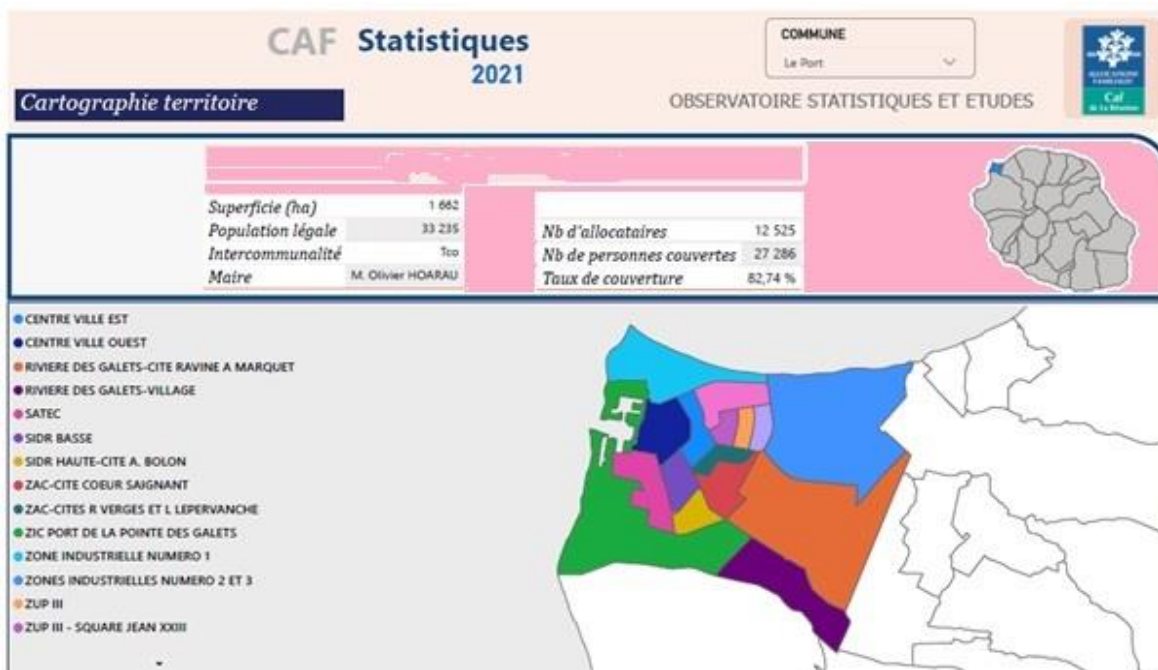 CAF Statistiques
2021
COMMUNE
Le Port
Cartographie territoire
OBSERVATOIRE STATISTIQUES ET ETUDES
ALLOCATIONS
FAMILIALES
Caf
de La Réunion
Superficie (ha) 1 662
Population légale 33 235
Intercommunalité Tco
Maire M. Olivier HOARAU
Nb d'allocataires 12 525
Nb de personnes couvertes 27 286
Taux de couverture 82,74 %
CENTRE VILLE EST
CENTRE VILLE OUEST
RIVIERE DES GALETS-CITE RAVINE A MARQUET
RIVIERE DES GALETS-VILLAGE
SATEC
SIDR BASSE
SIDR HAUTE-CITE A. BOLON
ZAC-CITE COEUR SAIGNANT
ZAC-CITES R VERGES ET L LEPERVANCHE
ZIC PORT DE LA POINTE DES GALETS
ZONE INDUSTRIELLE NUMERO 1
ZONES INDUSTRIELLES NUMERO 2 ET 3
ZUP III
ZUP III - SQUARE JEAN XXIII